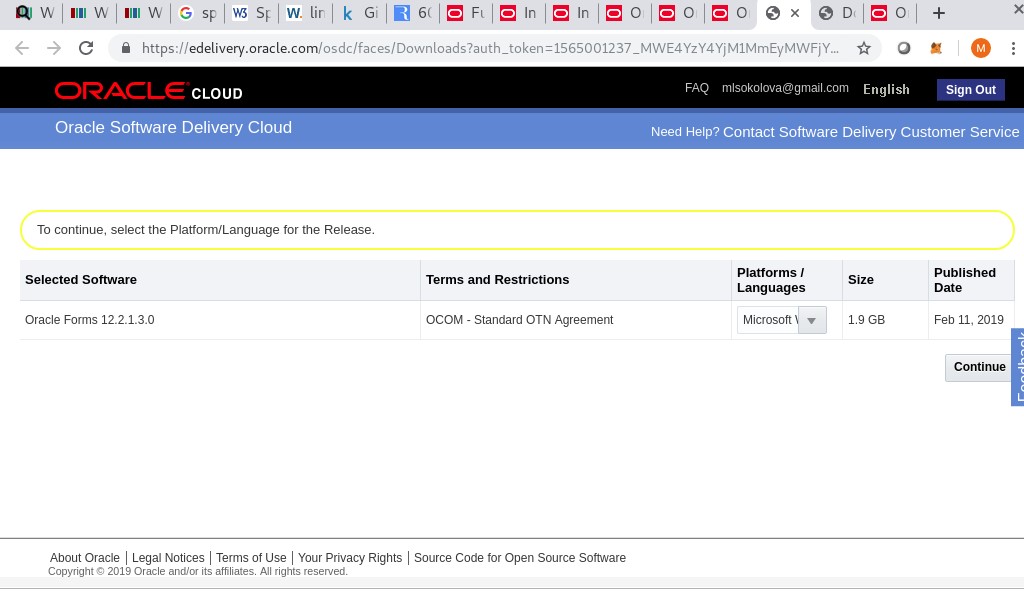 W W W sp W3 Sp W. lin k Gi R 60 Fu In In O O O D O +
https://edelivery.oracle.com/osdc/faces/Downloads?auth_token=1565001237_MWE4YzY4YjM1MmEyMWFjY... M
ORACLE CLOUD FAQ mlsokolova@gmail.com English Sign Out
Oracle Software Delivery Cloud Need Help? Contact Software Delivery Customer Service
To continue, select the Platform/Language for the Release.
Selected Software Terms and Restrictions Platforms / Languages Size Published Date
Oracle Forms 12.2.1.3.0 OCOM - Standard OTN Agreement Microsoft 1.9 GB Feb 11, 2019
Continue
Feedback
About Oracle Legal Notices Terms of Use Your Privacy Rights Source Code for Open Source Software
Copyright © 2019 Oracle and/or its affiliates. All rights reserved.